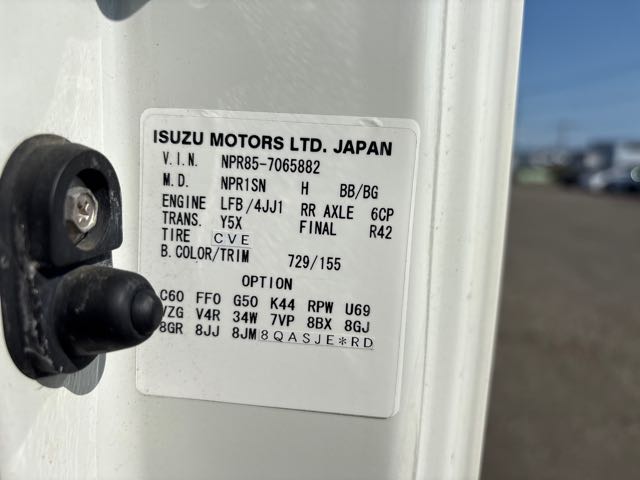 ISUZU MOTORS LTD. JAPAN
V.I.N. NPR85-7065882
M.D. NPR1SN H BB/BG
ENGINE LFB/4JJ1 RR AXLE 6CP
TRANS. Y5X FINAL R42
TIRE CVE
B.COLOR/TRIM 729/155
OPTION
C60 FF0 G50 K44 RPW U69
VZG V4R 34W 7VP 8BX 8GJ
8GR 8JJ 8JM 8QASJE*RD